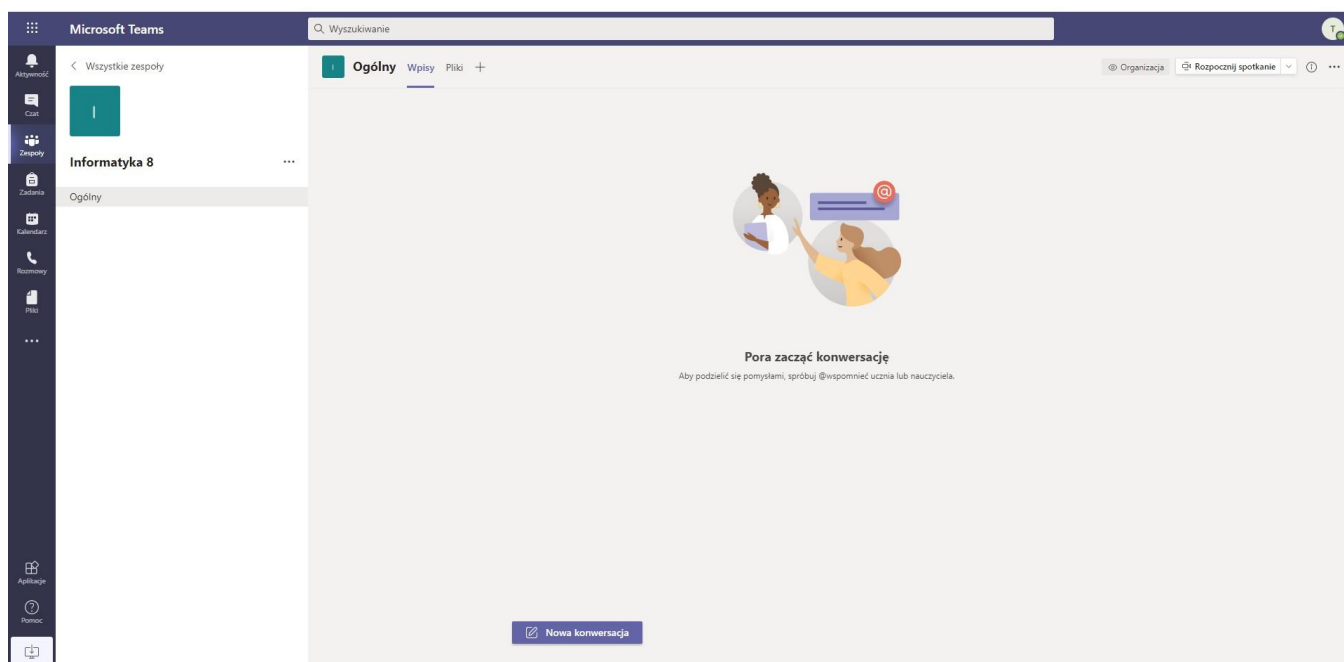 Microsoft Teams
Wyszukiwanie
T
Aktywność
Czat
Zespoły
Zadania
Kalendarz
Rozmowy
Pliki
Aplikacje
Pomoc
Wszystkie zespoły
I
Informatyka 8
Ogólny
I Ogólny Wpisy Pliki
Organizacja Rozpocznij spotkanie
@
Pora zacząć konwersację
Aby podzielić się pomysłami, spróbuj @wspomnieć ucznia lub nauczyciela.
Nowa konwersacja